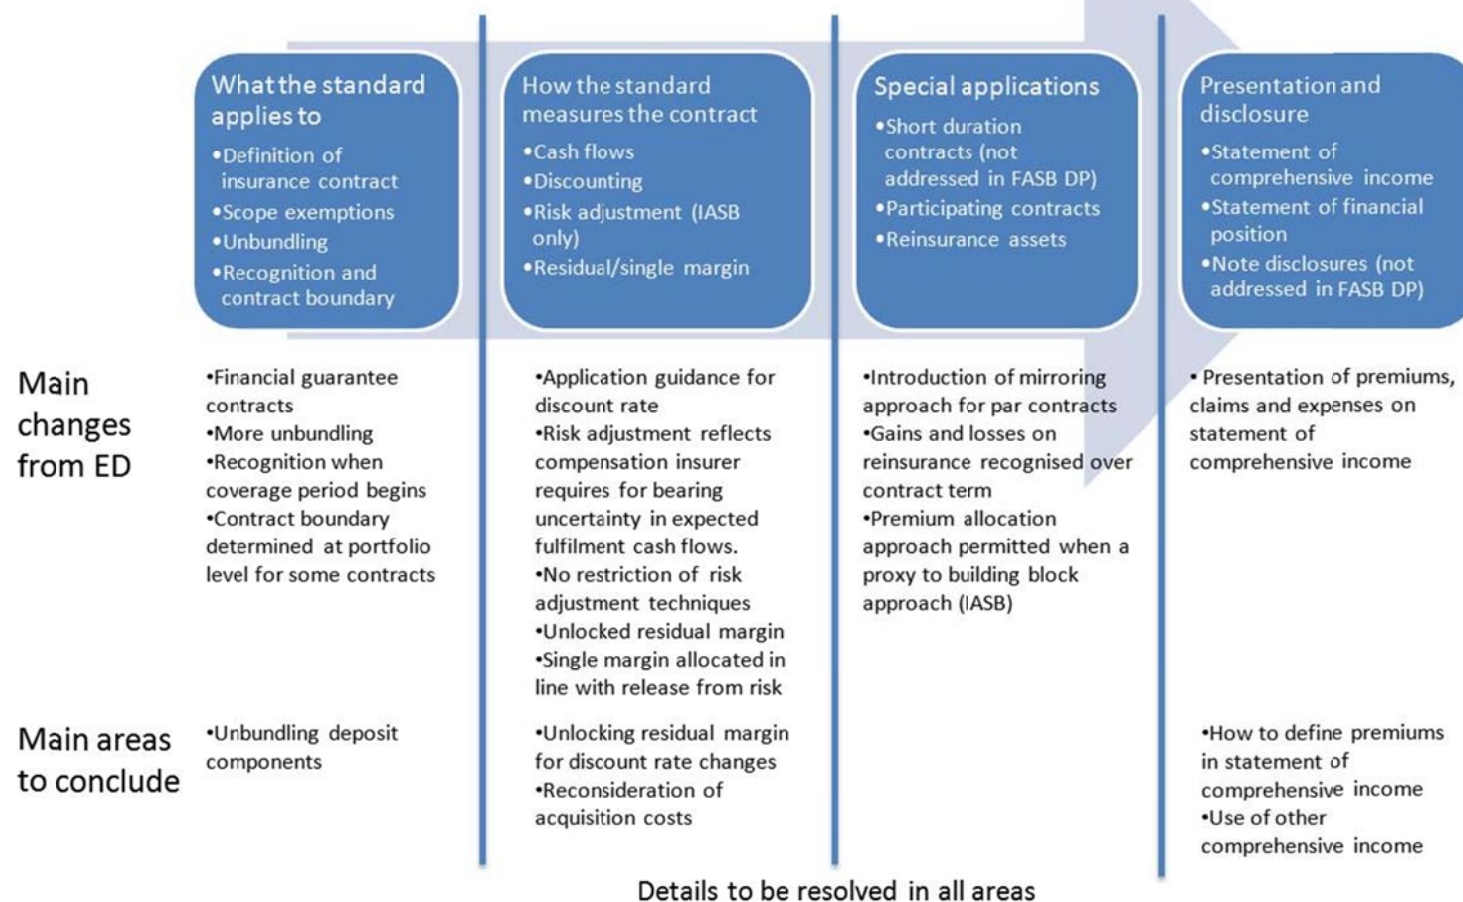 What the standard
applies to
•Definition of
insurance contract
•Scope exemptions
•Unbundling
•Recognition and
contract boundary
How the standard
measures the contract
•Cash flows
•Discounting
•Risk adjustment (IASB
only)
•Residual/single margin
Special applications
•Short duration
contracts (not
addressed in FASB DP)
•Participating contracts
•Reinsurance assets
Presentation and
disclosure
•Statement of
comprehensive income
•Statement of financial
position
•Note disclosures (not
addressed in FASB DP)
Main
changes
from ED
•Financial guarantee
contracts
•More unbundling
•Recognition when
coverage period begins
•Contract boundary
determined at portfolio
level for some contracts
•Application guidance for
discount rate
•Risk adjustment reflects
compensation insurer
requires for bearing
uncertainty in expected
fulfilment cash flows.
•No restriction of risk
adjustment techniques
•Unlocked residual margin
•Single margin allocated in
line with release from risk
•Introduction of mirroring
approach for par contracts
•Gains and losses on
reinsurance recognised over
contract term
•Premium allocation
approach permitted when a
proxy to building block
approach (IASB)
• Presentation of premiums,
claims and expenses on
statement of
comprehensive income
Main areas
to conclude
•Unbundling deposit
components
•Unlocking residual margin
for discount rate changes
•Reconsideration of
acquisition costs
•How to define premiums
in statement of
comprehensive income
•Use of other
comprehensive income
Details to be resolved in all areas